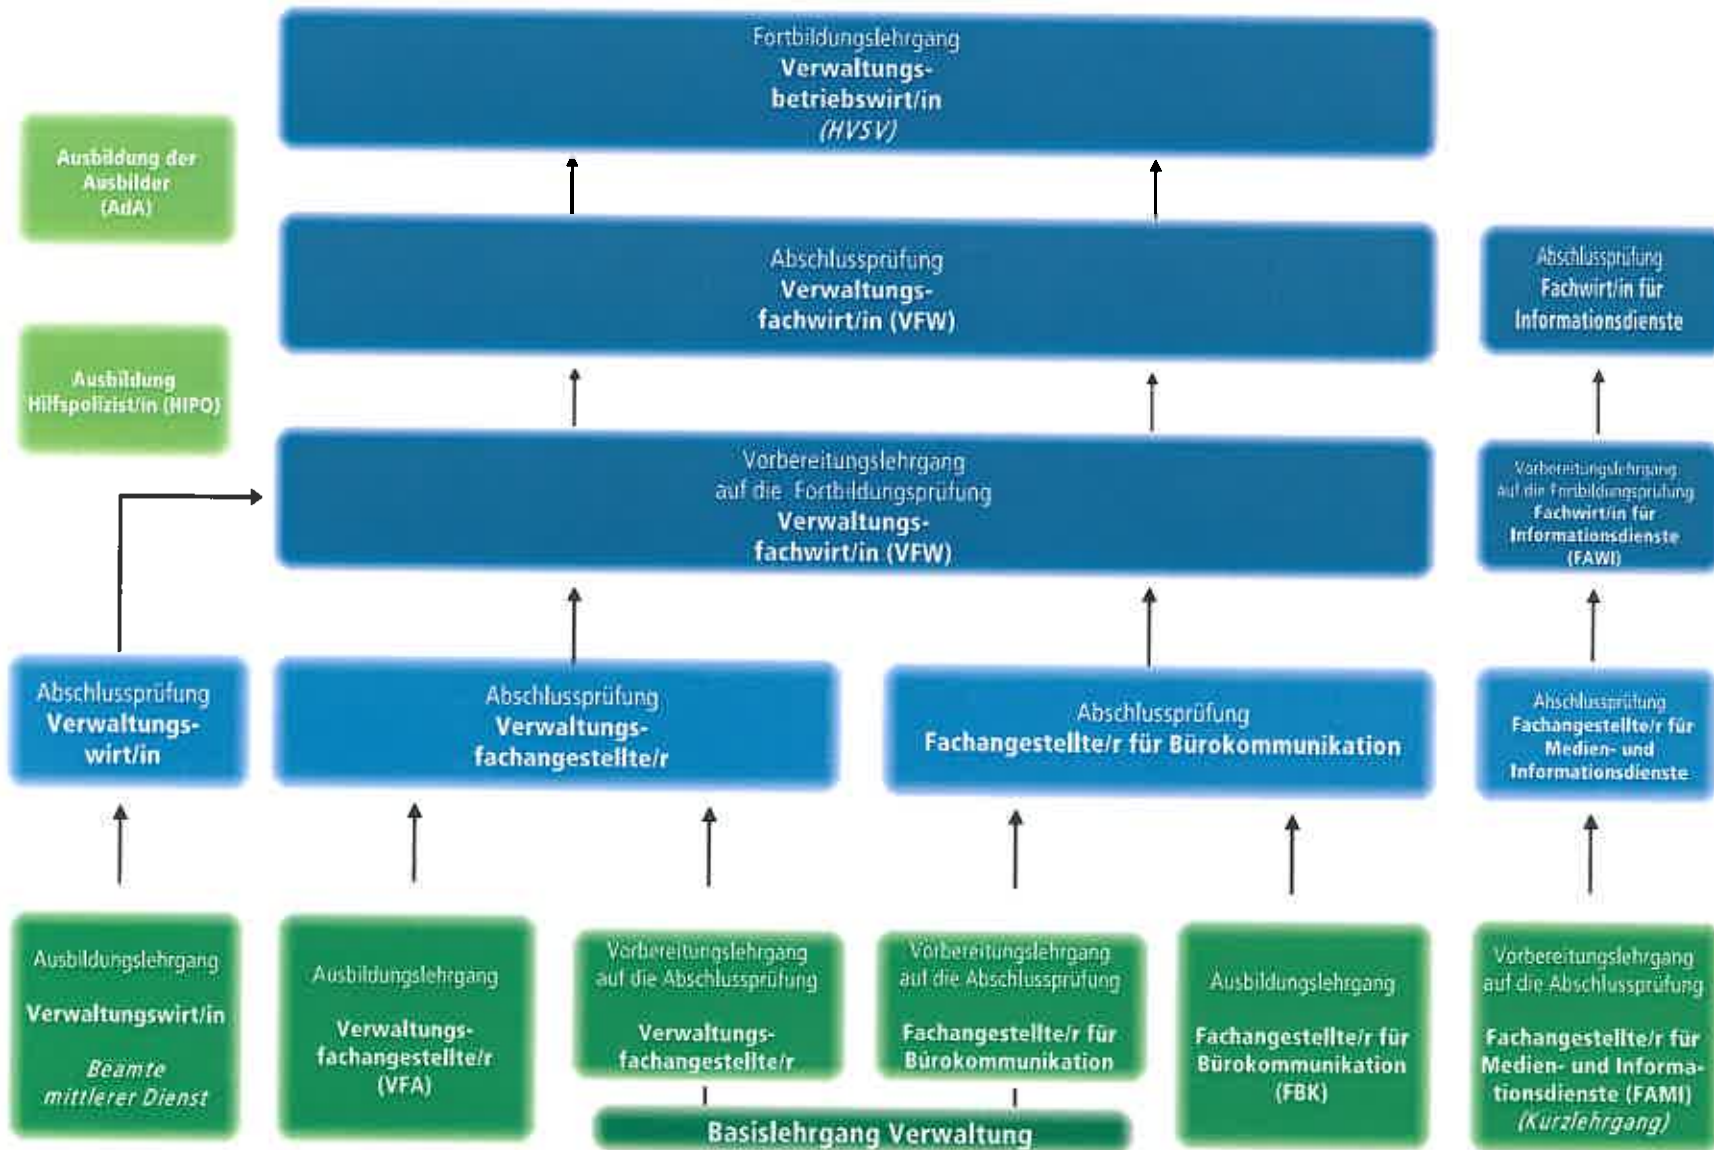 Fortbildungslehrgang
Verwaltungs-
betriebswirt/in
(HVSV)
Ausbildung der
Ausbilder
(AdA)
Abschlussprüfung
Verwaltungs-
fachwirt/in (VFW)
Abschlussprüfung
Fachwirt/in für
Informationsdienste
Ausbildung
Hilfspolizist/in (HIPO)
Vorbereitungslehrgang
auf die Fortbildungsprüfung
Verwaltungs-
fachwirt/in (VFW)
Vorbereitungslehrgang
auf die Fortbildungsprüfung
Fachwirt/in für
Informationsdienste
(FAWI)
Abschlussprüfung
Verwaltungs-
wirt/in
Abschlussprüfung
Verwaltungs-
fachangestellte/r
Abschlussprüfung
Fachangestellte/r für Bürokommunikation
Abschlussprüfung
Fachangestellte/r für
Medien- und
Informationsdienste
Ausbildungslehrgang
Verwaltungswirt/in
Beamte
mittlerer Dienst
Ausbildungslehrgang
Verwaltungs-
fachangestellte/r
(VFA)
Vorbereitungslehrgang
auf die Abschlussprüfung
Verwaltungs-
fachangestellte/r
Vorbereitungslehrgang
auf die Abschlussprüfung
Fachangestellte/r für
Bürokommunikation
Ausbildungslehrgang
Fachangestellte/r für
Bürokommunikation
(FBK)
Vorbereitungslehrgang
auf die Abschlussprüfung
Fachangestellte/r für
Medien- und Informa-
tionsdienste (FAMI)
(Kurzlehrgang)
Basislehrgang Verwaltung